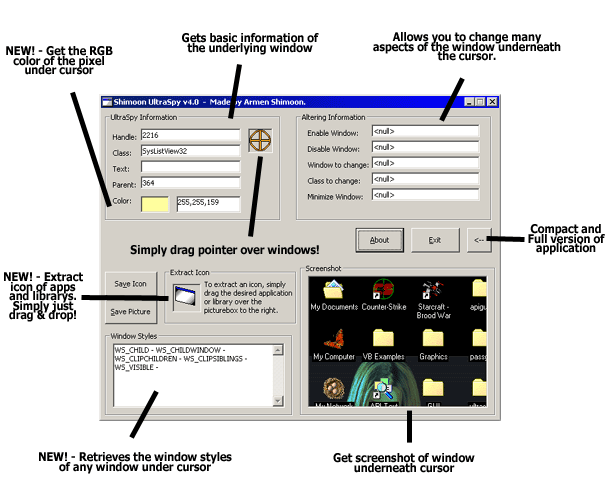 Gets basic information of
the underlying window
Allows you to change many
aspects of the window underneath
the cursor.
NEW! - Get the RGB
color of the pixel
under cursor
Shimoon UltraSpy v4.0 - Made by Armen Shimoon.
UltraSpy Information
Handle: 2216
Class: SysListView32
Text:
Parent: 364
Color: 255,255,159
Altering Information
Enable Window: <null>
Disable Window: <null>
Window to change: <null>
Class to change: <null>
Minimize Window: <null>
Simply drag pointer over windows!
About
Exit
<--
Compact and
Full version of
application
NEW! - Extract
icon of apps
and librarys.
Simply just
drag & drop!
Save Icon
Save Picture
Extract Icon
To extract an icon, simply
drag the desired application
or library over the
picturebox to the right.
Screenshot
My Documents
Counter-Strike
Starcraft -
Brood War
apigu
My Computer
VB Examples
Graphics
passy
My Network
API Text
GUI
Window Styles
WS_CHILD - WS_CHILDWINDOW -
WS_CLIPCHILDREN - WS_CLIPSIBLINGS -
WS_VISIBLE -
NEW! - Retrieves the window styles
of any window under cursor
Get screenshot of window
underneath cursor